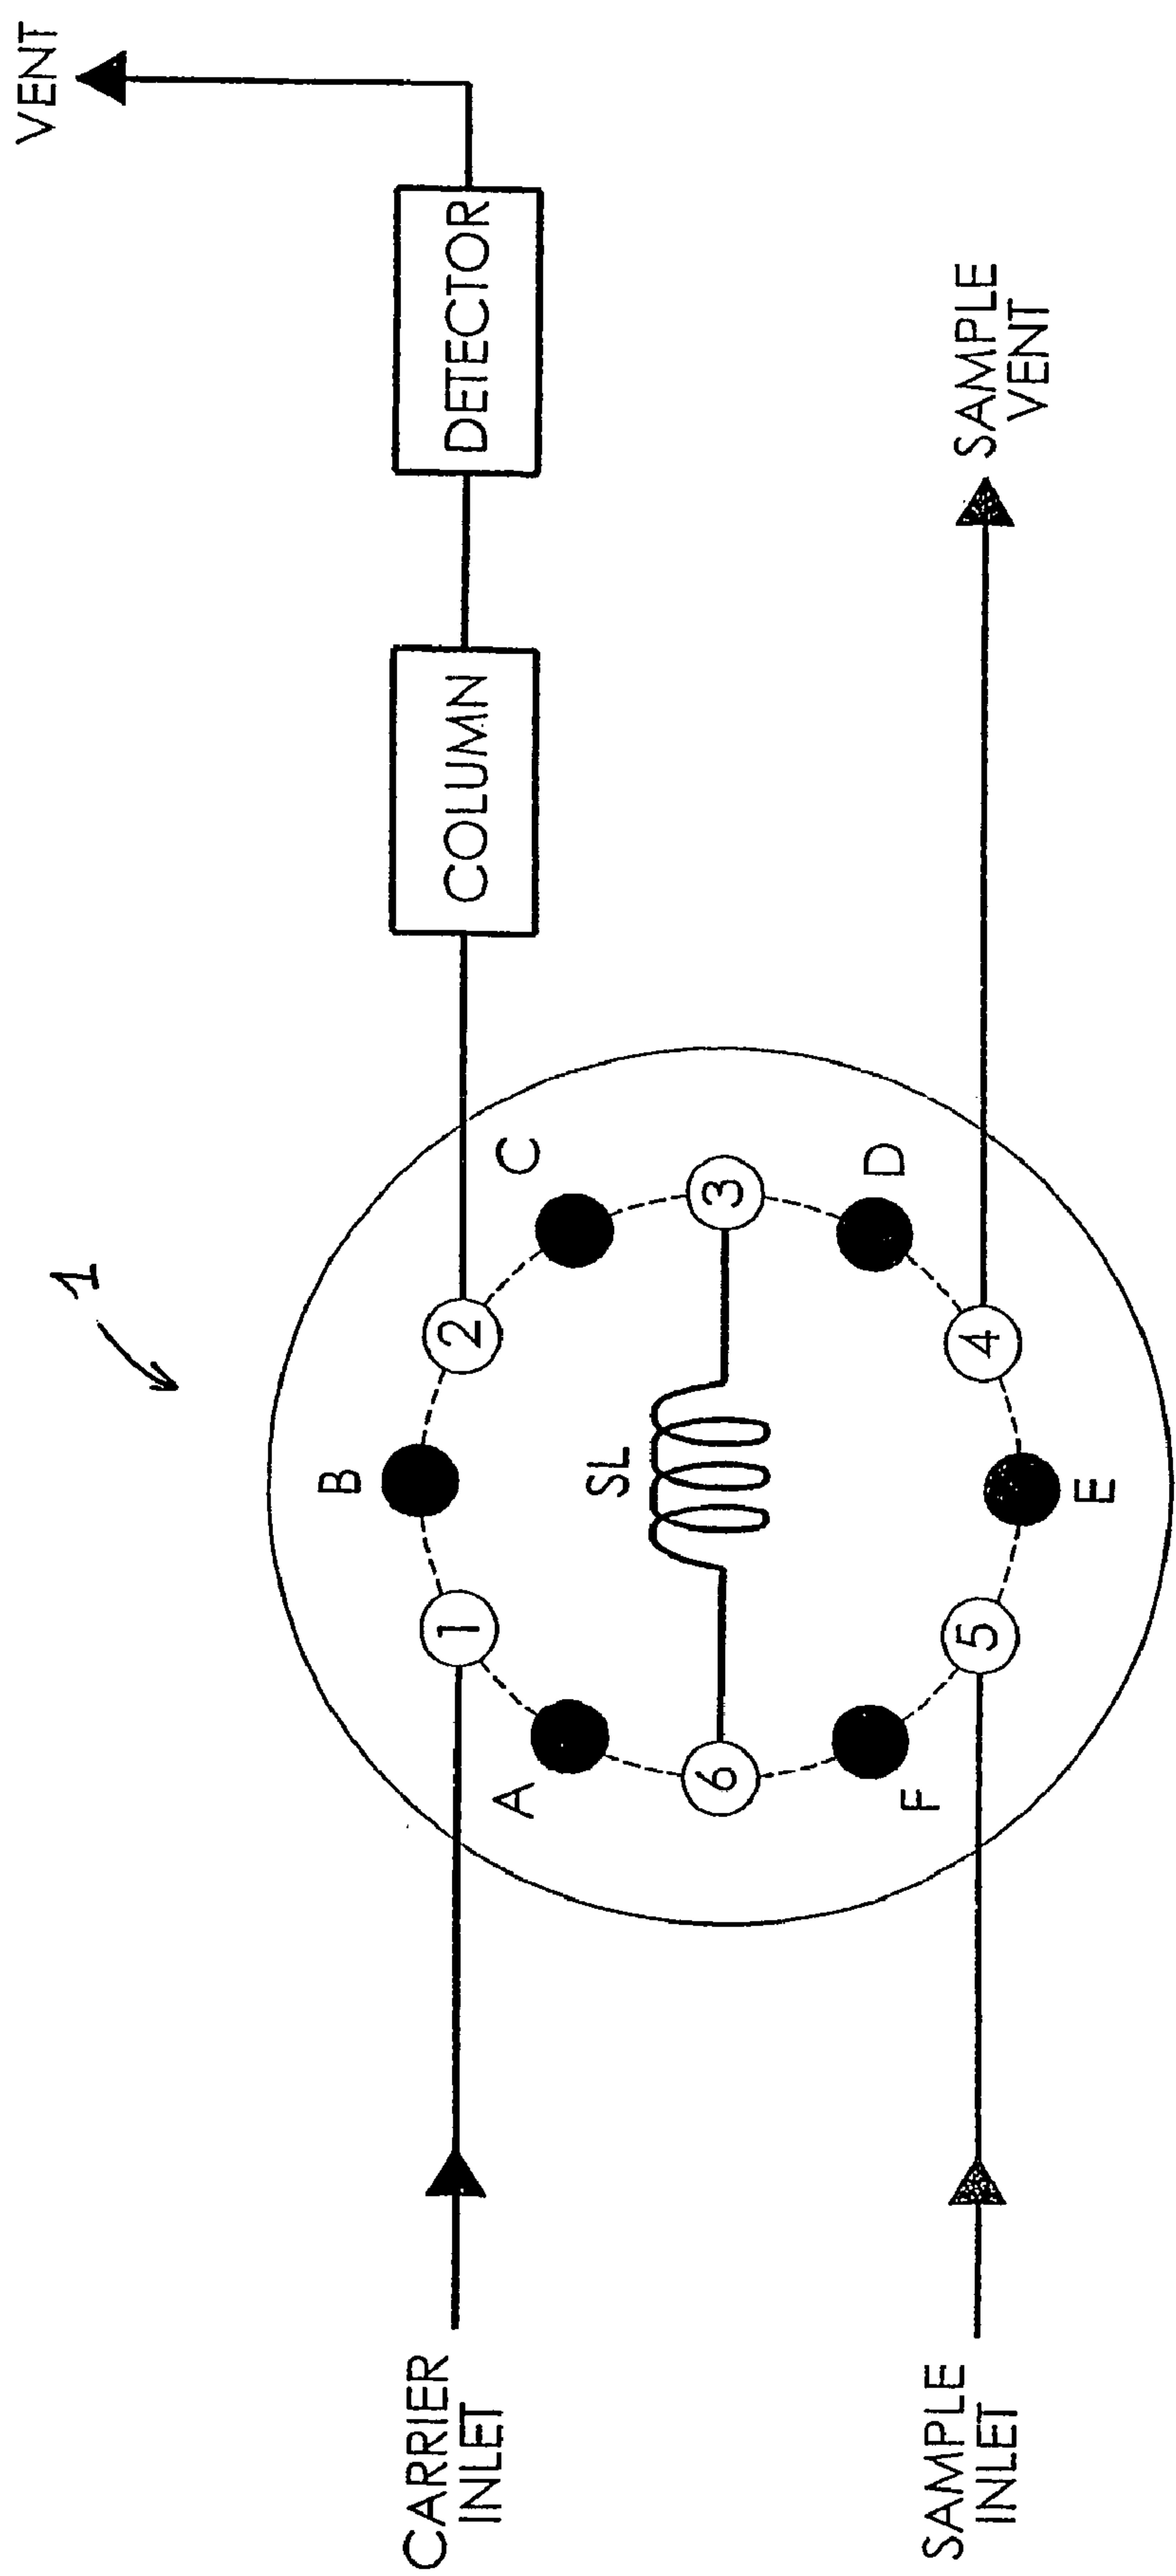 1
VENT
DETECTOR
COLUMN
CARRIER
INLET
B
1
2
A
C
SL
6
3
F
D
5
4
E
SAMPLE
INLET
SAMPLE
VENT